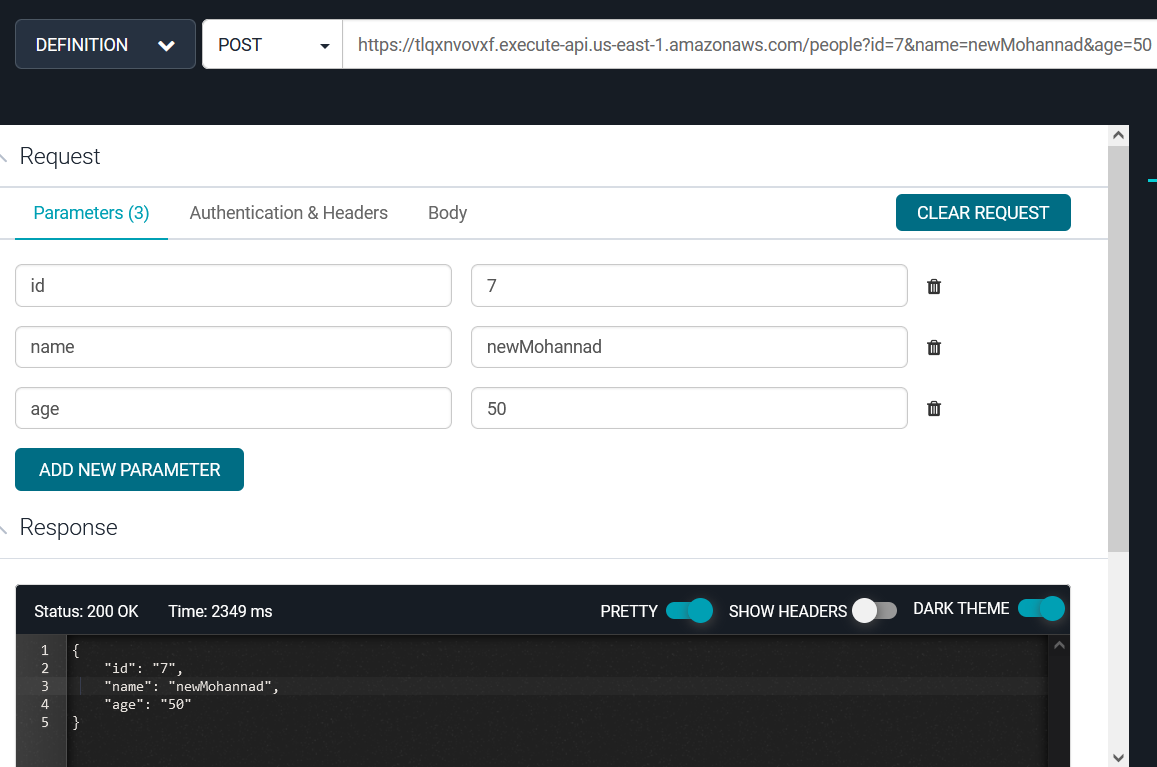 DEFINITION POST https://tlqxnvovxf.execute-api.us-east-1.amazonaws.com/people?id=7&name=newMohannad&age=50
Request
Parameters (3) Authentication & Headers Body CLEAR REQUEST
id 7
name newMohannad
age 50
ADD NEW PARAMETER
Response
Status: 200 OK Time: 2349 ms PRETTY SHOW HEADERS DARK THEME
1 {
2 "id": "7",
3 "name": "newMohannad",
4 "age": "50"
5 }